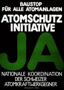 BAUSTOP
FÜR ALLE ATOMANLAGEN
ATOMSCHUTZ
INITIATIVE
JA
NATIONALE KOORDINATION
DER SCHWEIZER
ATOMKRAFTWERKGEGNER